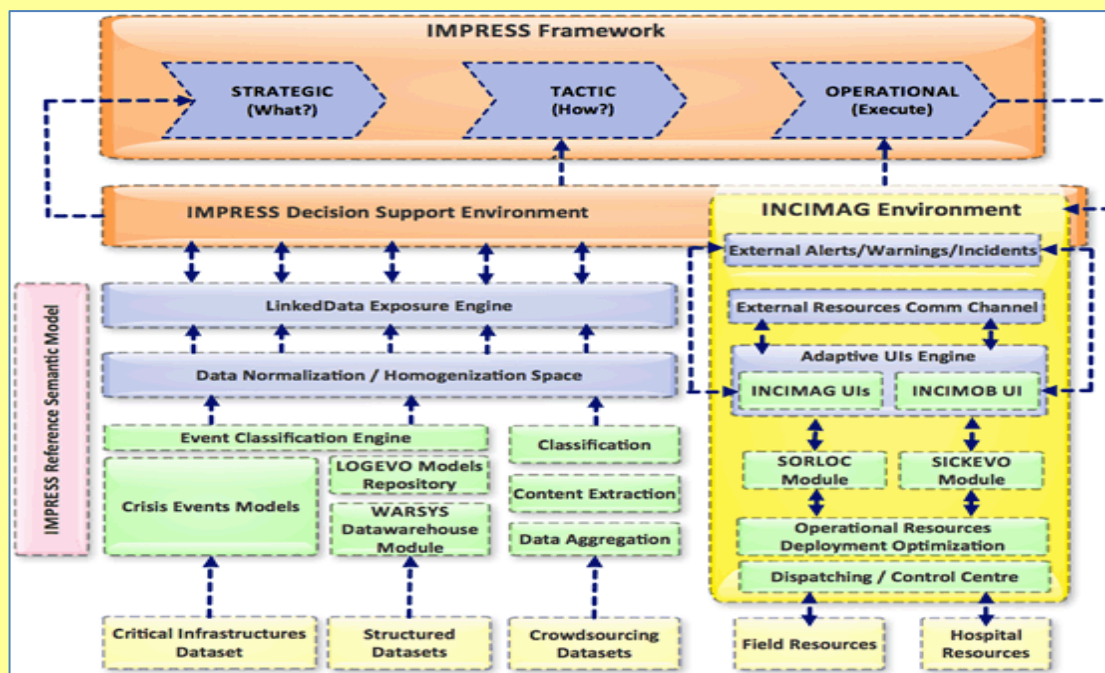 IMPRESS Framework
STRATEGIC
(What?)
TACTIC
(How?)
OPERATIONAL
(Execute)
IMPRESS Decision Support Environment
INCIMAG Environment
External Alerts/Warnings/Incidents
LinkedData Exposure Engine
External Resources Comm Channel
IMPRESS Reference Semantic Model
Data Normalization / Homogenization Space
Adaptive UIs Engine
INCIMAG UIs
INCIMOB UI
Event Classification Engine
Crisis Events Models
LOGEVO Models
Repository
WARSYS
Datawarehouse
Module
Classification
Content Extraction
Data Aggregation
SORLOC
Module
SICKEVO
Module
Operational Resources
Deployment Optimization
Dispatching / Control Centre
Critical Infrastructures
Dataset
Structured
Datasets
Crowdsourcing
Datasets
Field Resources
Hospital
Resources